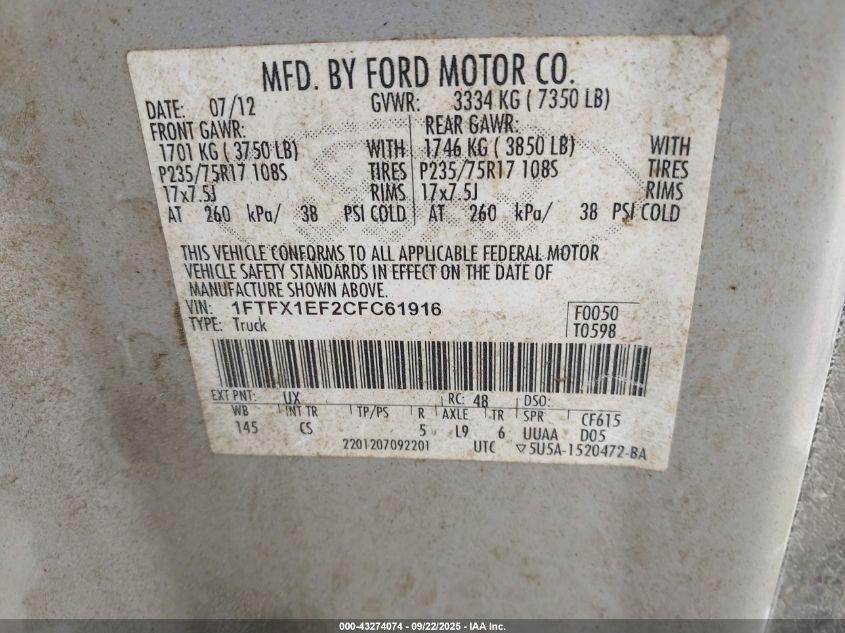 MFD. BY FORD MOTOR CO.
DATE: 07/12 GVWR: 3334 KG ( 7350 LB)
FRONT GAWR: REAR GAWR:
1701 KG ( 3750 LB) WITH 1746 KG ( 3850 LB) WITH
P235/75R17 108S TIRES P235/75R17 108S TIRES
17x7.5J RIMS 17x7.5J RIMS
AT 260 kPa/ 38 PSI COLD AT 260 kPa/ 38 PSI COLD
THIS VEHICLE CONFORMS TO ALL APPLICABLE FEDERAL MOTOR
VEHICLE SAFETY STANDARDS IN EFFECT ON THE DATE OF
MANUFACTURE SHOWN ABOVE.
VIN: 1FTFX1EF2CFC61916 F0050
TYPE: Truck T0598
EXT PNT: UX RC: 48 DSO:
WB INT TR TP/PS R AXLE TR SPR CF615
145 CS 5 L9 6 UUAA D05
2201207092201 UTC ▽5U5A-1520472-BA
000-43274074 - 09/22/2025 - IAA Inc.